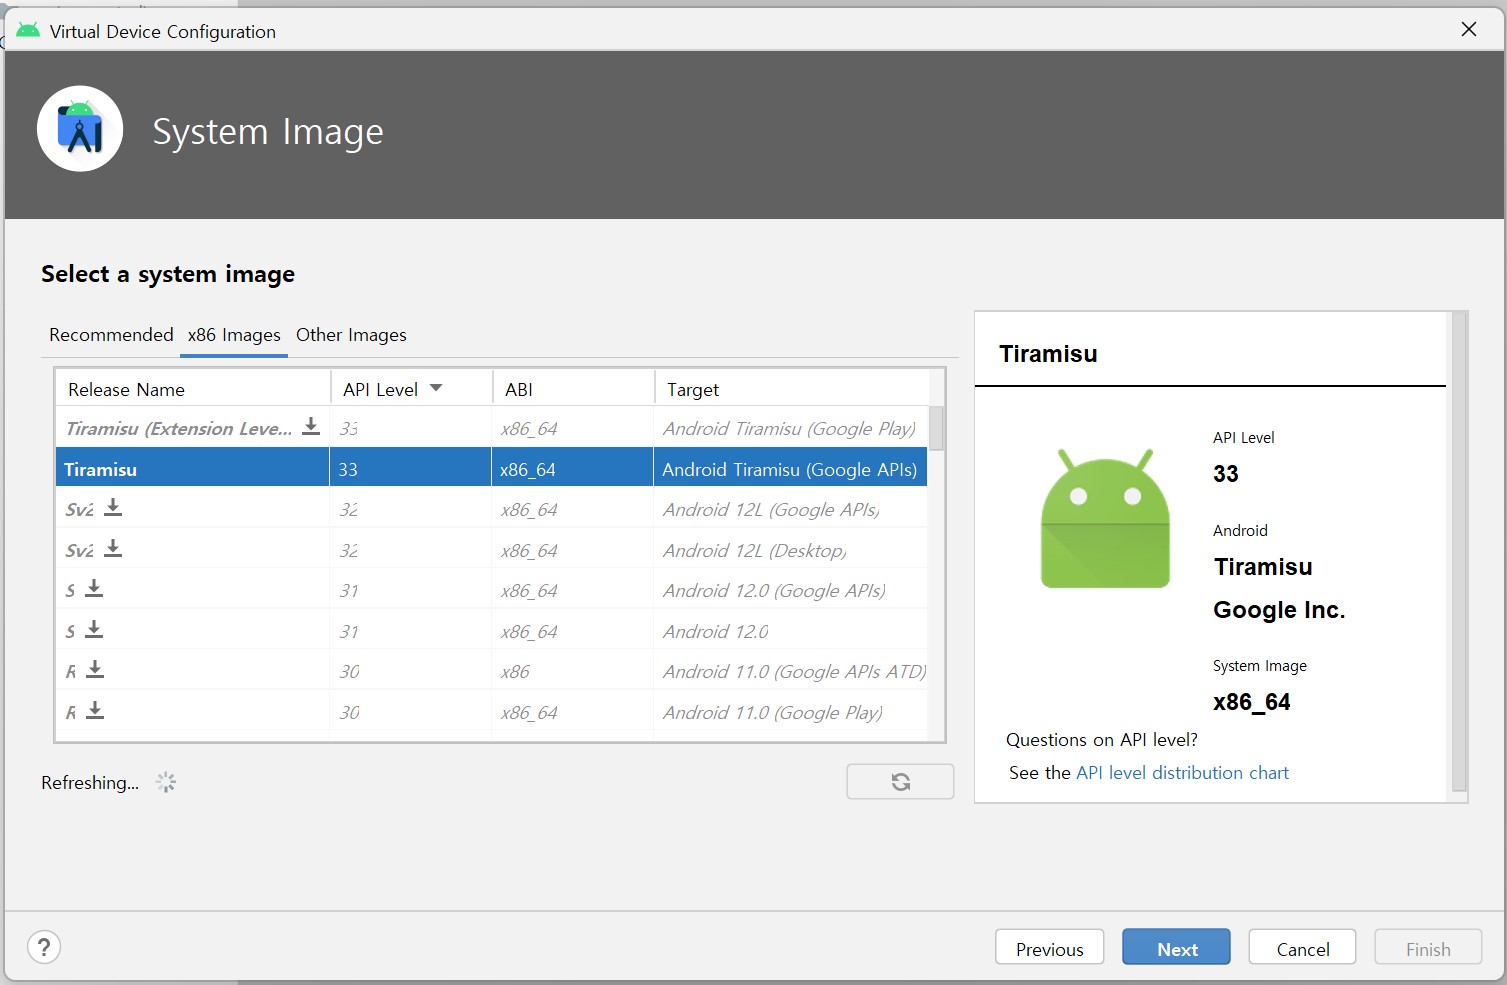 Virtual Device Configuration
System Image
Select a system image
Recommended x86 Images Other Images
Release Name API Level ABI Target
Tiramisu (Extension Leve... 33 x86_64 Android Tiramisu (Google Play)
Tiramisu 33 x86_64 Android Tiramisu (Google APIs)
Sv2 32 x86_64 Android 12L (Google APIs)
Sv2 32 x86_64 Android 12L (Desktop)
S 31 x86_64 Android 12.0 (Google APIs)
S 31 x86_64 Android 12.0
R 30 x86 Android 11.0 (Google APIs ATD)
R 30 x86_64 Android 11.0 (Google Play)
Refreshing...
Tiramisu
API Level
33
Android
Tiramisu
Google Inc.
System Image
x86_64
Questions on API level?
See the API level distribution chart
?
Previous Next Cancel Finish